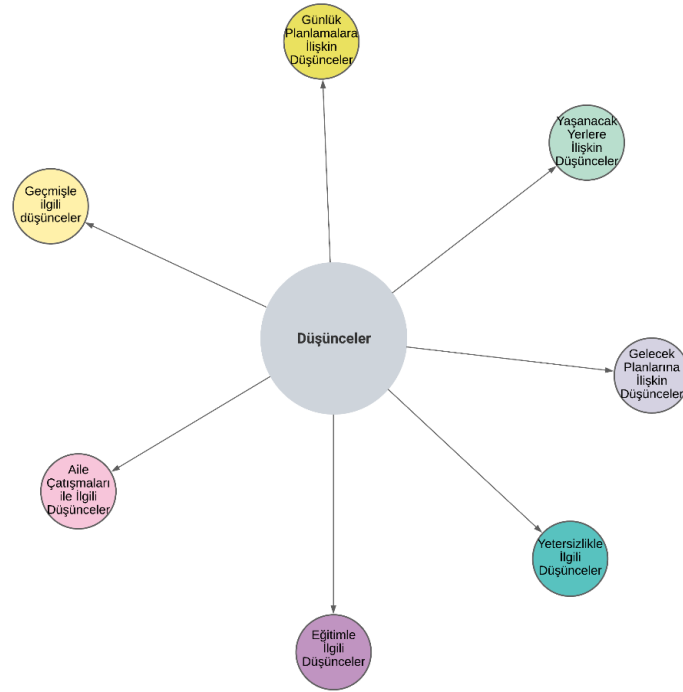 Günlük
Planlamalara
İlişkin
Düşünceler
Yaşanacak
Yerlere
İlişkin
Düşünceler
Geçmişle
ilgili
düşünceler
Düşünceler
Gelecek
Planlarına
İlişkin
Düşünceler
Aile
Çatışmaları
ile İlgili
Düşünceler
Yetersizlikle
İlgili
Düşünceler
Eğitimle
İlgili
Düşünceler